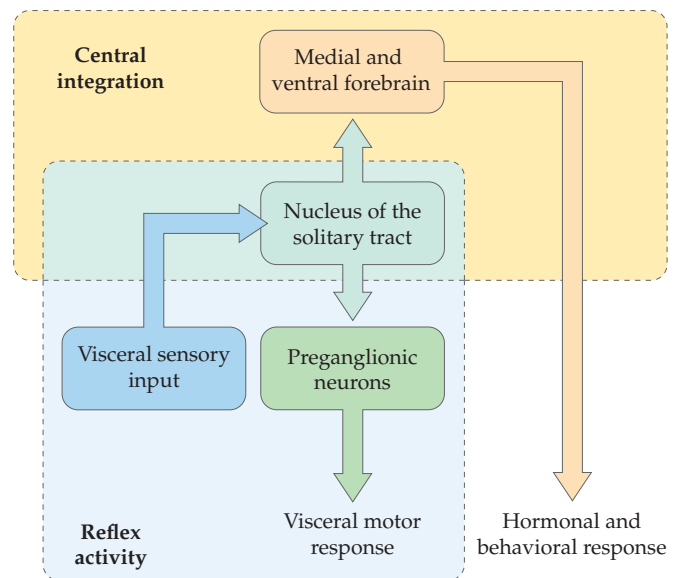 Central
integration
Medial and
ventral forebrain
Nucleus of the
solitary tract
Visceral sensory
input
Preganglionic
neurons
Reflex
activity
Visceral motor
response
Hormonal and
behavioral response